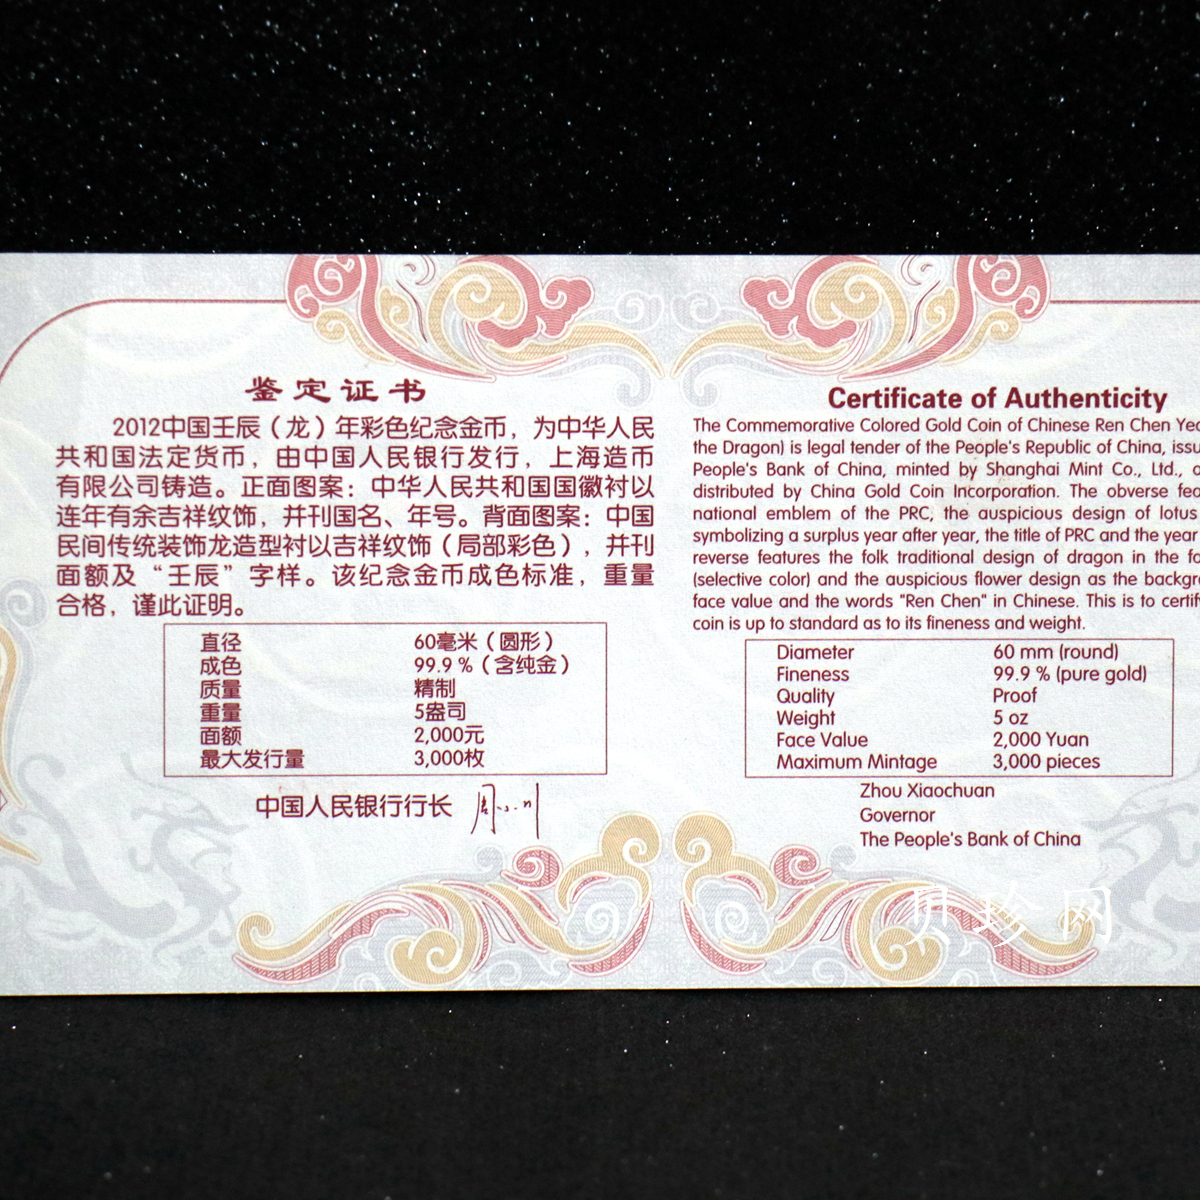 鉴定证书
2012中国壬辰（龙）年彩色纪念金币，为中华人民
共和国法定货币，由中国人民银行发行，上海造币
有限公司铸造。正面图案：中华人民共和国国徽衬以
连年有余吉祥纹饰，并刊国名、年号。背面图案：中国
民间传统装饰龙造型衬以吉祥纹饰（局部彩色），并刊
面额及“壬辰”字样。该纪念金币成色标准，重量
合格，谨此证明。
直径 60毫米（圆形）
成色 99.9％（含纯金）
质量 精制
重量 5盎司
面额 2,000元
最大发行量 3,000枚
中国人民银行行长 周小川
Certificate of Authenticity
The Commemorative Colored Gold Coin of Chinese Ren Chen
the Dragon) is legal tender of the People's Republic of China,
People's Bank of China, minted by Shanghai Mint Co., Ltd.,
distributed by China Gold Coin Incorporation. The obverse
national emblem of the PRC, the auspicious design of lotus
symbolizing a surplus year after year, the title of PRC and the year
reverse features the folk traditional design of dragon in the
(selective color) and the auspicious flower design as the
face value and the words "Ren Chen" in Chinese. This is to
coin is up to standard as to its fineness and weight.
Diameter 60 mm (round)
Fineness 99.9 % (pure gold)
Quality Proof
Weight 5 oz
Face Value 2,000 Yuan
Maximum Mintage 3,000 pieces
Zhou Xiaochuan
Governor
The People's Bank of China
贝珍网